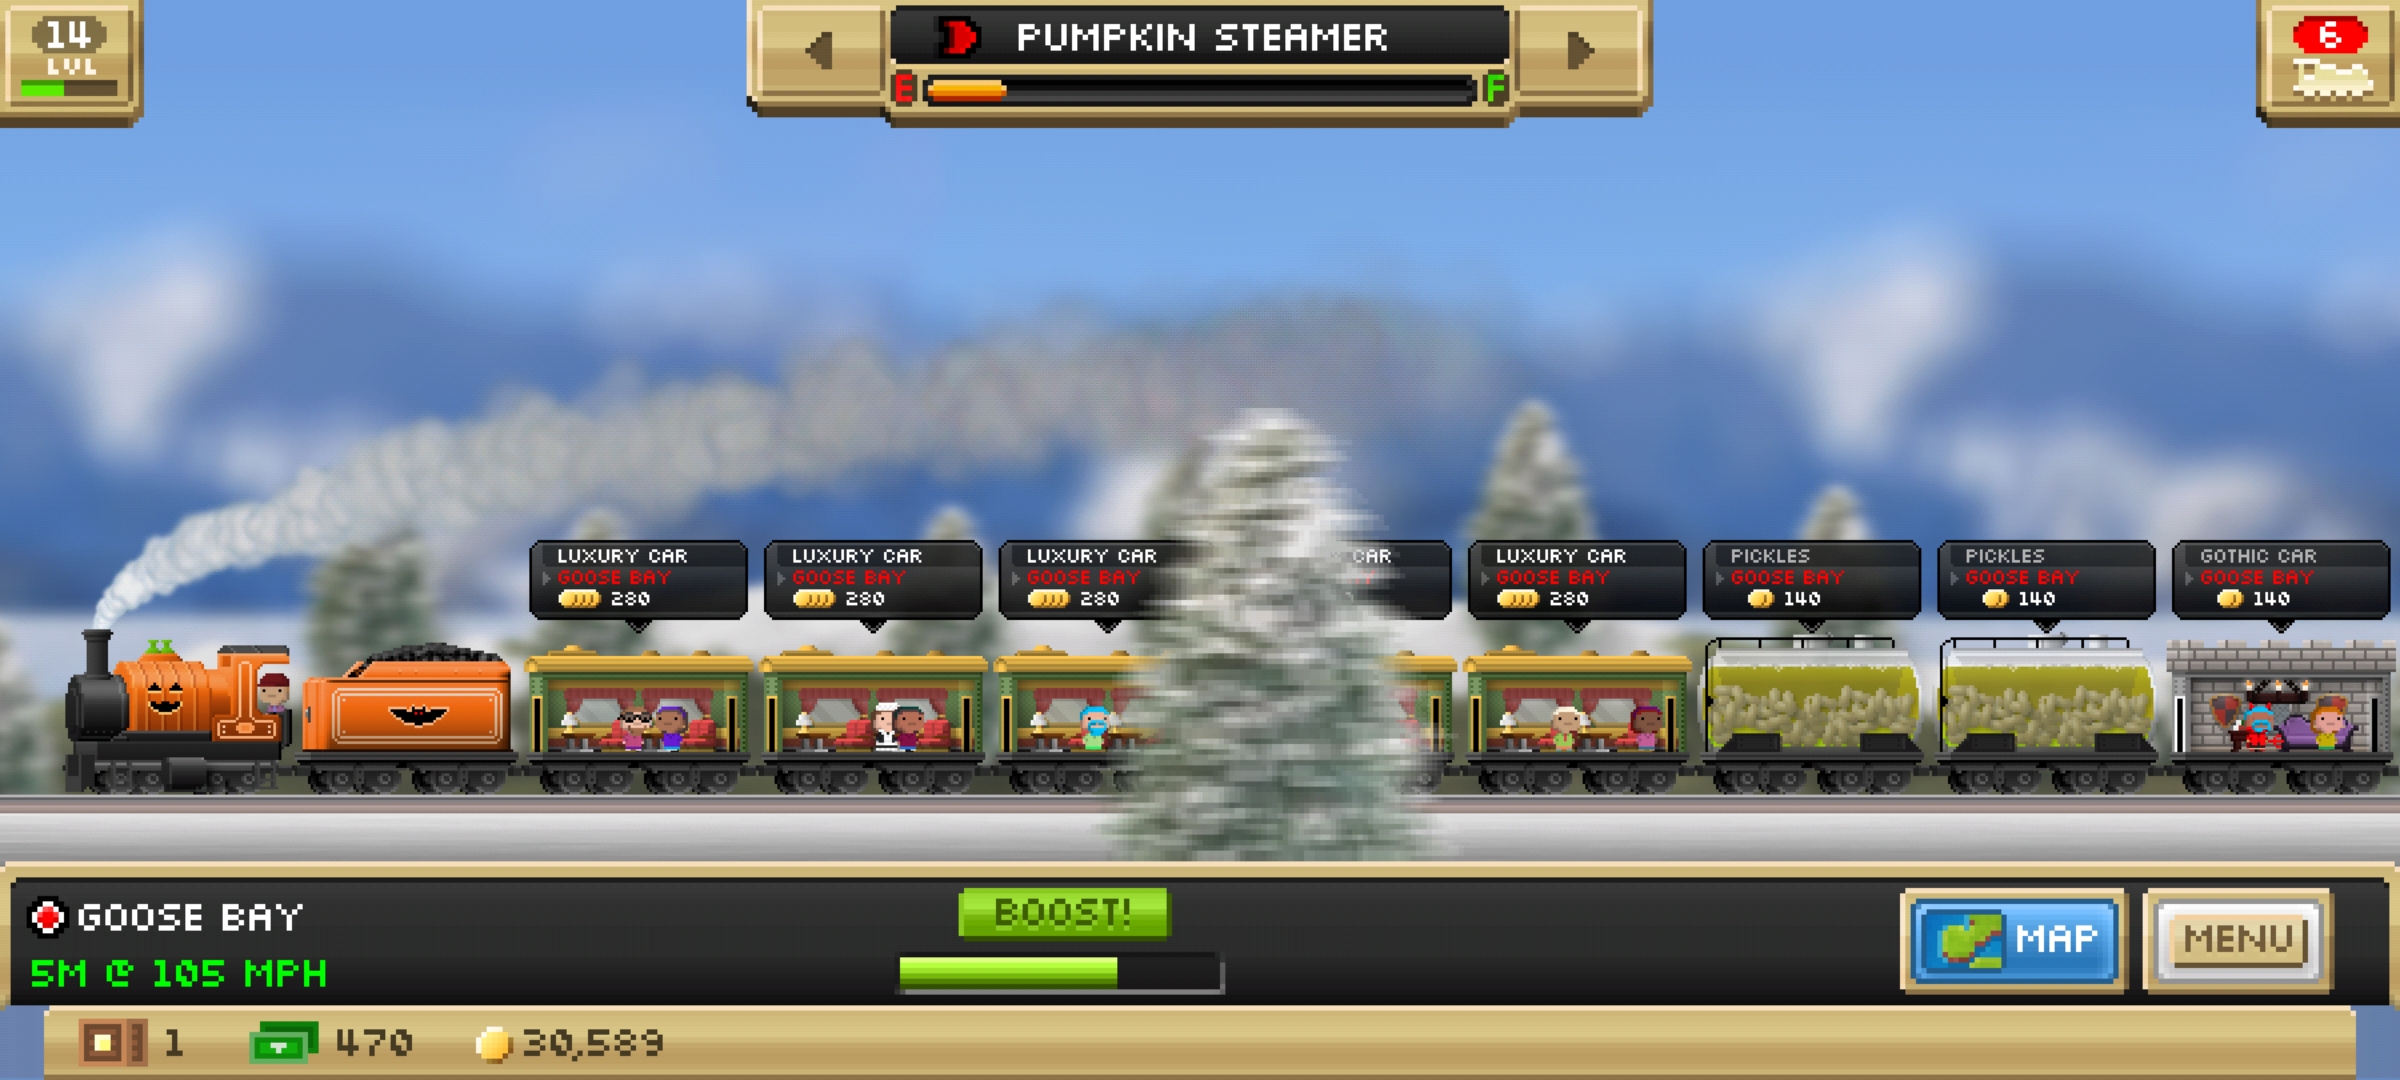 14
LVL
PUMPKIN STEAMER
E F
6
LUXURY CAR
GOOSE BAY
280
LUXURY CAR
GOOSE BAY
280
LUXURY CAR
GOOSE BAY
280
CAR
LUXURY CAR
GOOSE BAY
280
PICKLES
GOOSE BAY
140
PICKLES
GOOSE BAY
140
GOTHIC CAR
GOOSE BAY
140
GOOSE BAY
5M @ 105 MPH
BOOST!
MAP
MENU
1
470
30,589